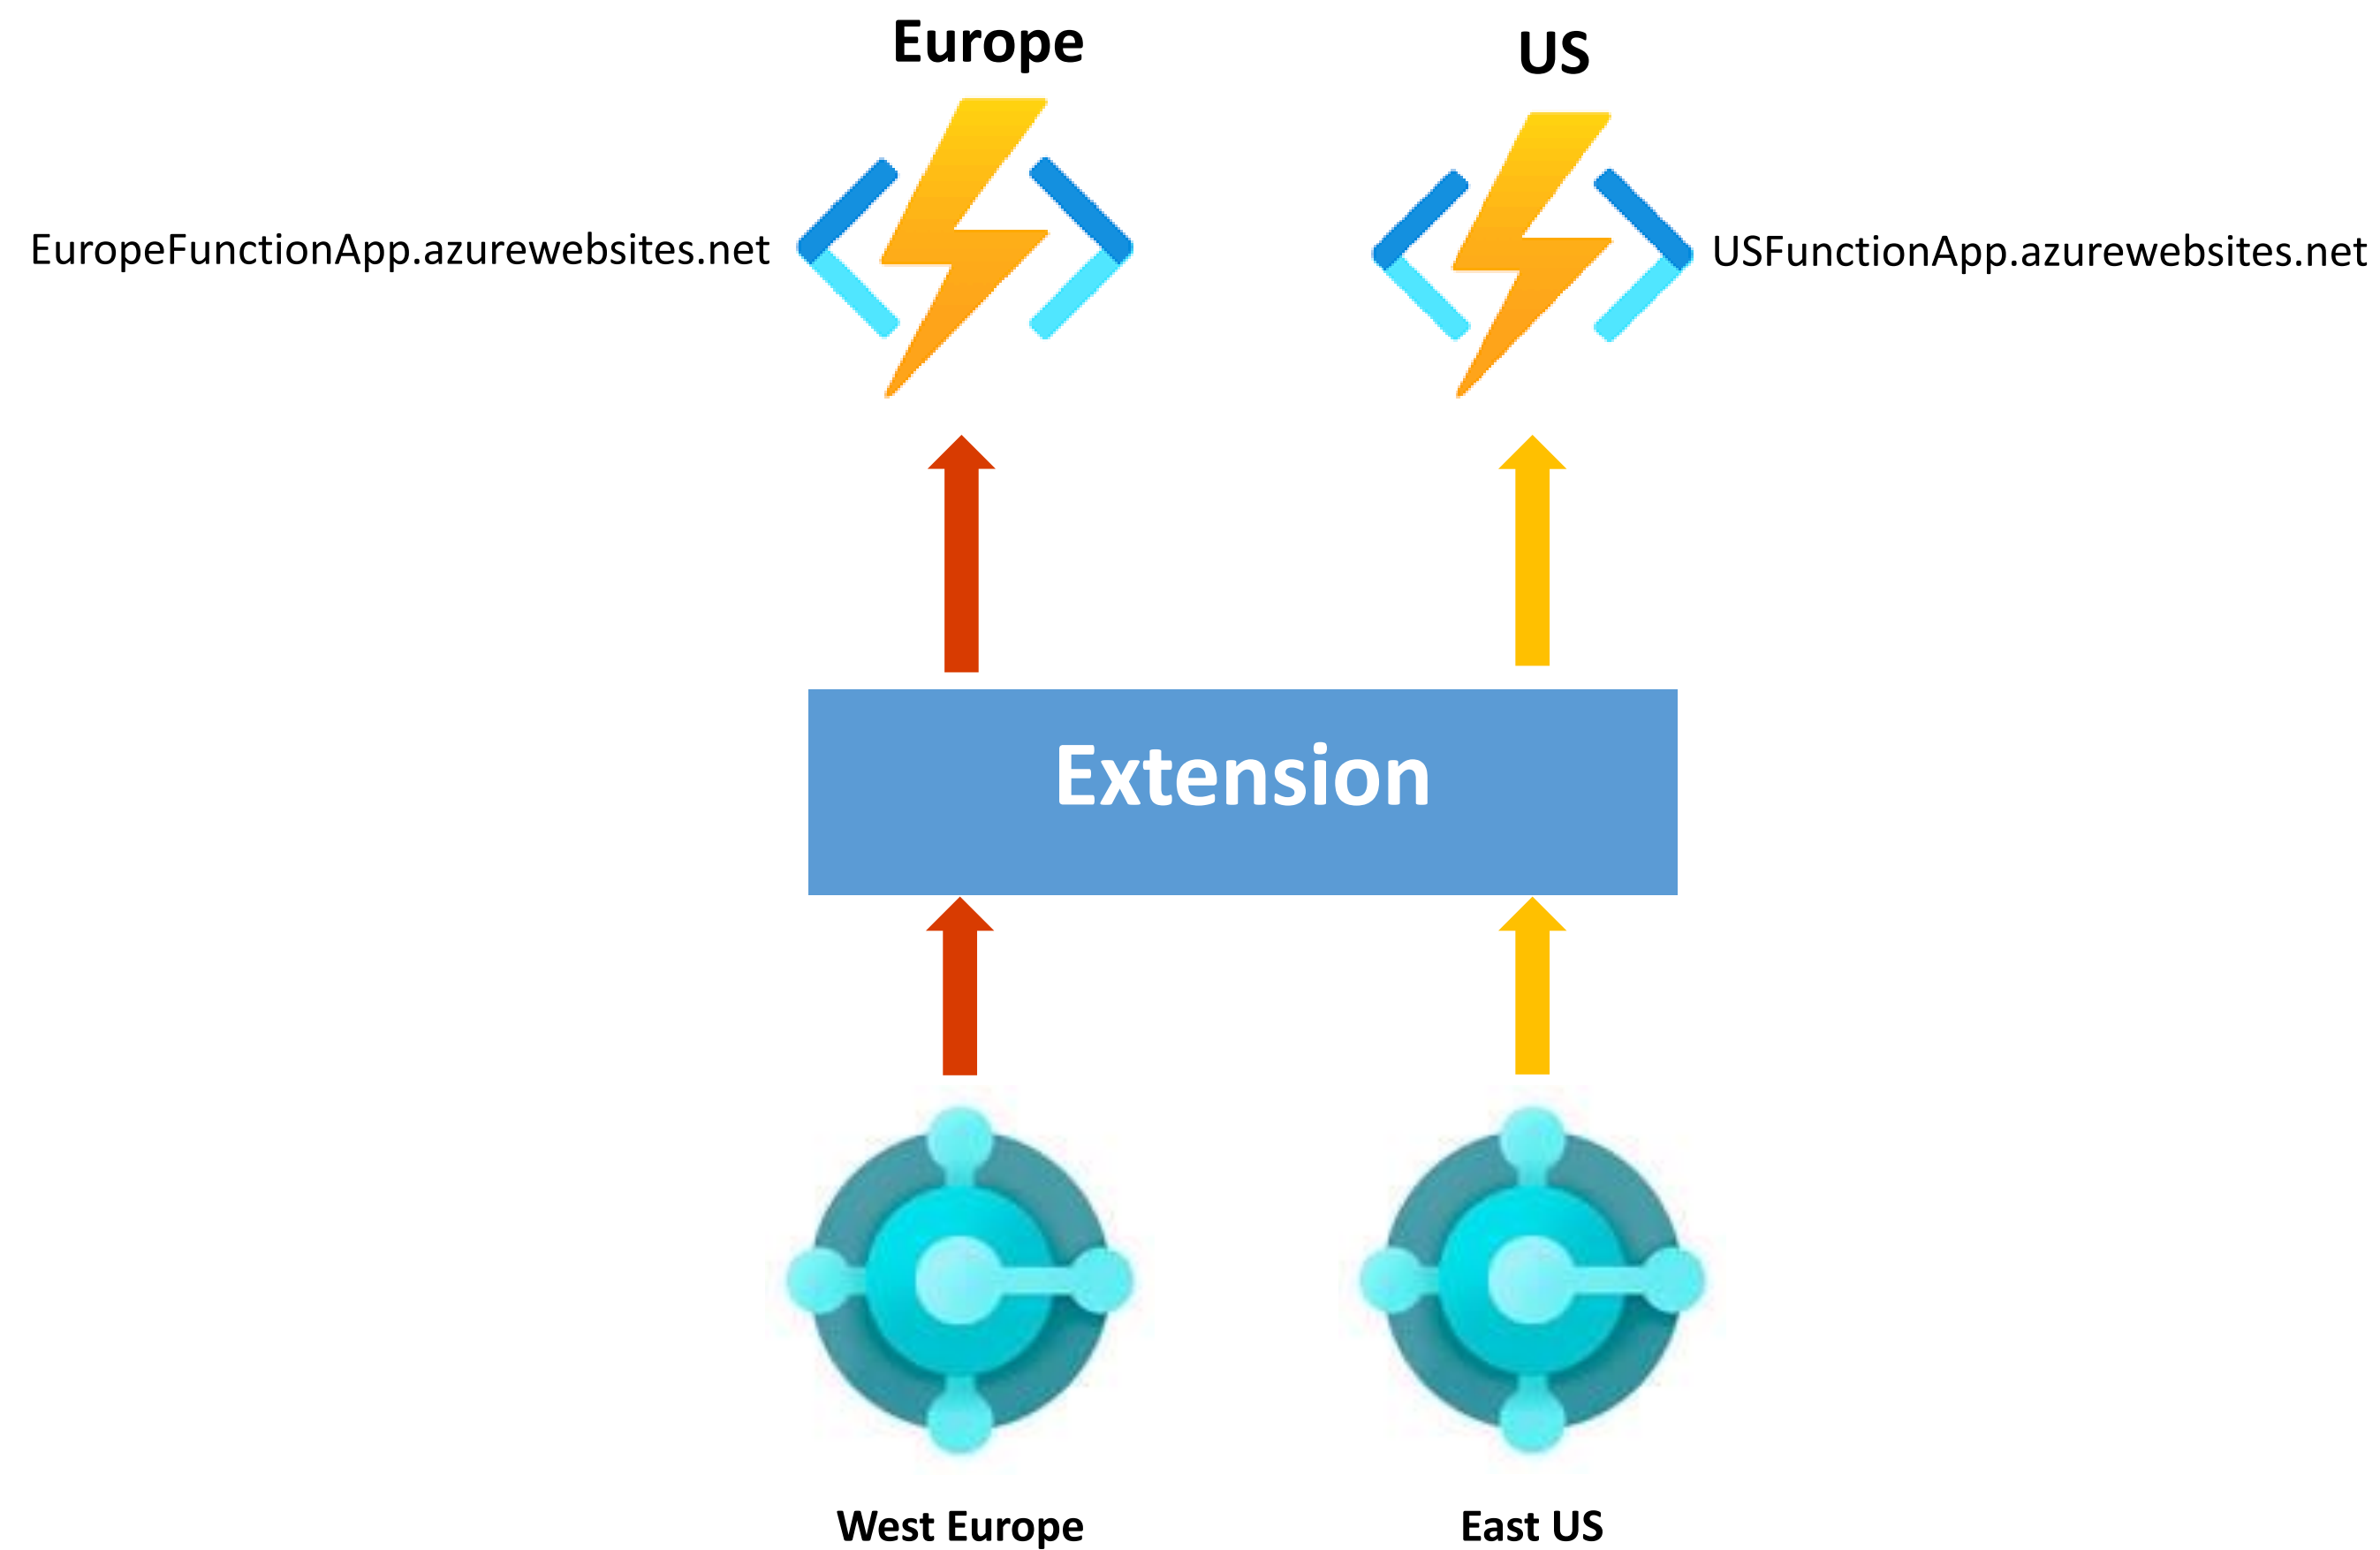 Europe
US
EuropeFunctionApp.azurewebsites.net
USFunctionApp.azurewebsites.net
Extension
West Europe
East US